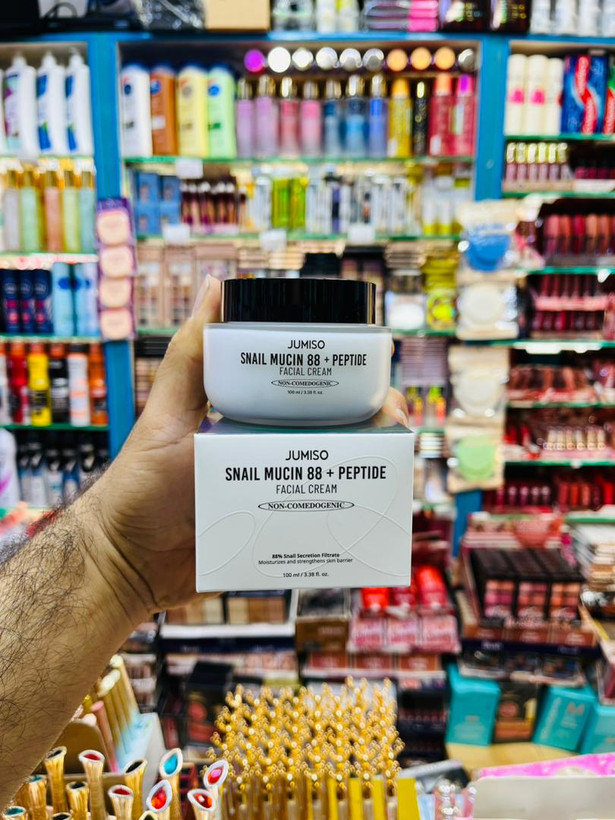 JUMISO
SNAIL MUCIN 88 + PEPTIDE
FACIAL CREAM
NON-COMEDOGENIC
100 ml / 3.38 fl. oz.
JUMISO
SNAIL MUCIN 88 + PEPTIDE
FACIAL CREAM
NON-COMEDOGENIC
88% Snail Secretion Filtrate
Moisturizes and strengthens skin barrier
100 ml / 3.38 fl. oz.